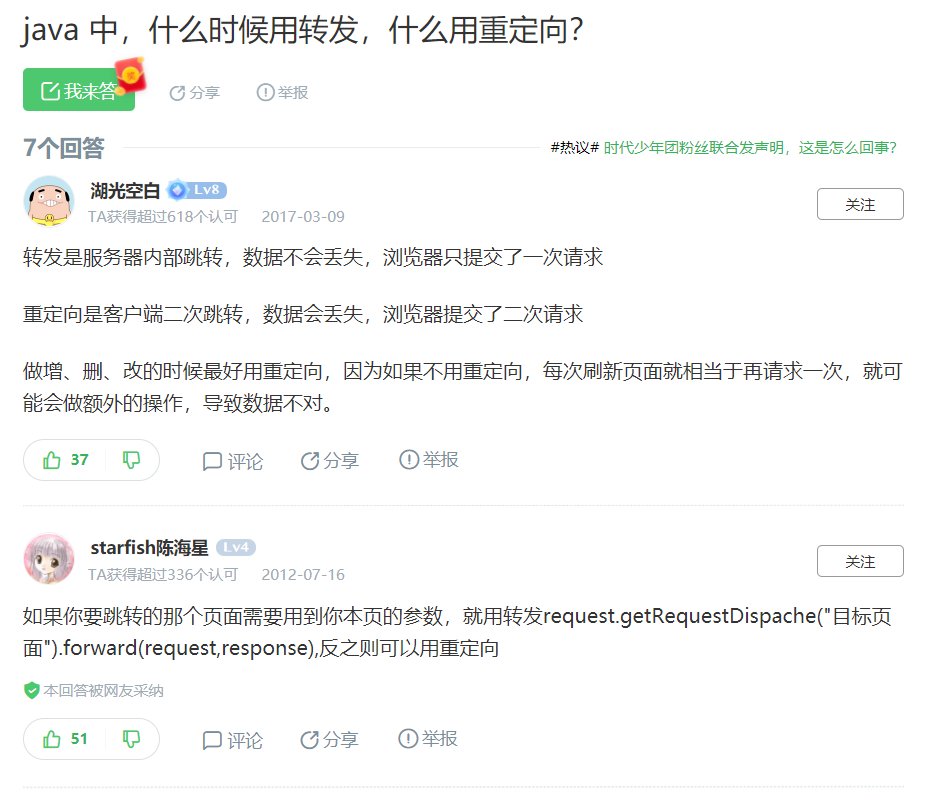 java 中，什么时候用转发，什么用重定向？
我来答
分享
举报
7个回答
#热议# 时代少年团粉丝联合发声明，这是怎么回事？
湖光空白 Lv8
TA获得超过618个认可 2017-03-09
关注
转发是服务器内部跳转，数据不会丢失，浏览器只提交了一次请求
重定向是客户端二次跳转，数据会丢失，浏览器提交了二次请求
做增、删、改的时候最好用重定向，因为如果不用重定向，每次刷新页面就相当于再请求一次，就可
能会做额外的操作，导致数据不对。
37 评论 分享 举报
starfish陈海星 Lv4
TA获得超过336个认可 2012-07-16
关注
如果你要跳转的那个页面需要用到你本页的参数，就用转发request.getRequestDispache("目标页
面").forward(request,response),反之则可以用重定向
本回答被网友采纳
51 评论 分享 举报